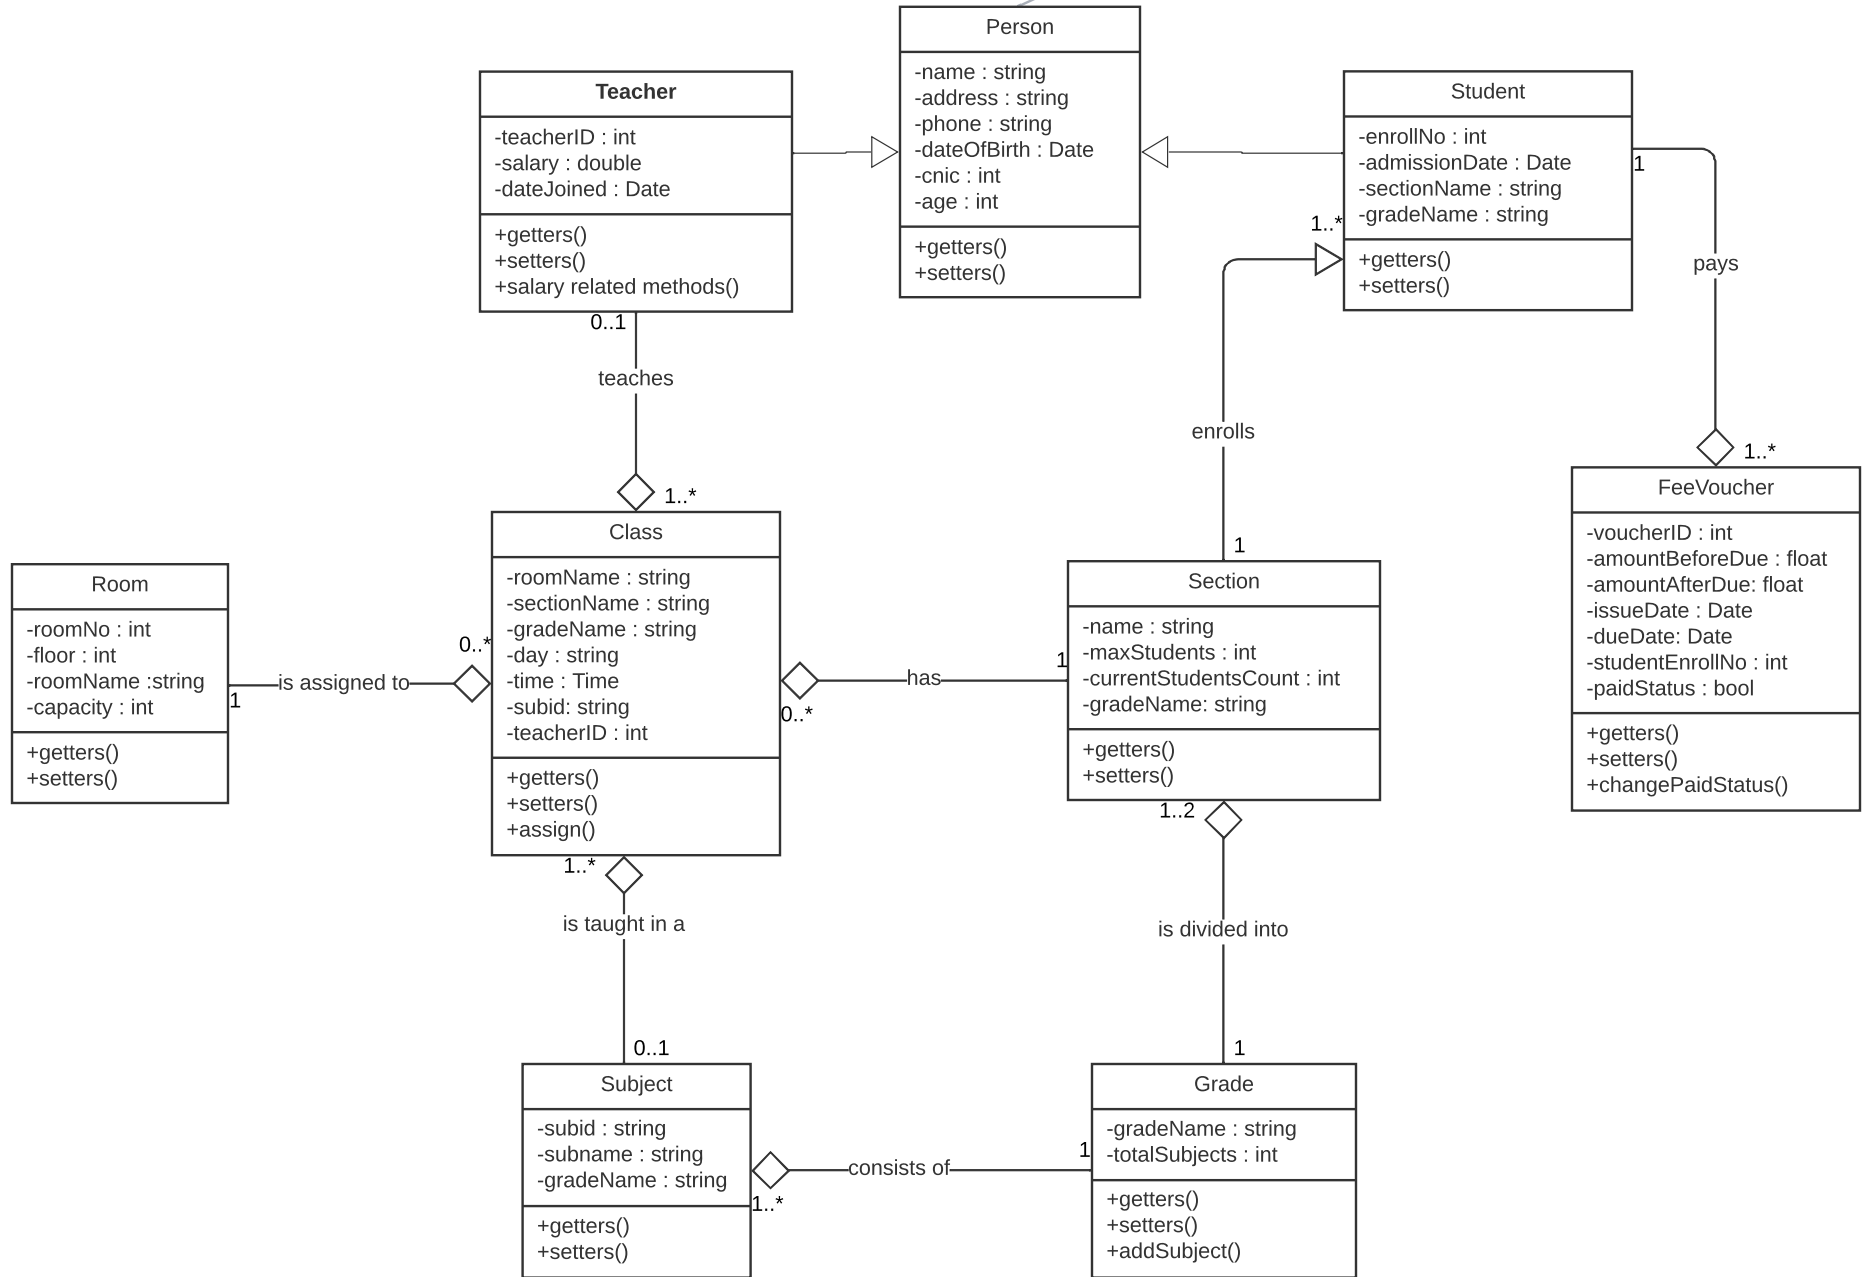 Person
-name : string
-address : string
-phone : string
-dateOfBirth : Date
-cnic : int
-age : int
+getters()
+setters()
Teacher
-teacherID : int
-salary : double
-dateJoined : Date
+getters()
+setters()
+salary related methods()
Student
-enrollNo : int
-admissionDate : Date
-sectionName : string
-gradeName : string
+getters()
+setters()
1
1..*
pays
0..1
teaches
1..*
enrolls
1
1..*
FeeVoucher
-voucherID : int
-amountBeforeDue : float
-amountAfterDue: float
-issueDate : Date
-dueDate: Date
-studentEnrollNo : int
-paidStatus : bool
+getters()
+setters()
+changePaidStatus()
Class
-roomName : string
-sectionName : string
-gradeName : string
-day : string
-time : Time
-subid: string
-teacherID : int
+getters()
+setters()
+assign()
Room
-roomNo : int
-floor : int
-roomName :string
-capacity : int
+getters()
+setters()
1
is assigned to
0..*
0..*
has
1
Section
-name : string
-maxStudents : int
-currentStudentsCount : int
-gradeName: string
+getters()
+setters()
1..2
is divided into
1
1..*
is taught in a
0..1
Subject
-subid : string
-subname : string
-gradeName : string
+getters()
+setters()
1..*
consists of
1
Grade
-gradeName : string
-totalSubjects : int
+getters()
+setters()
+addSubject()